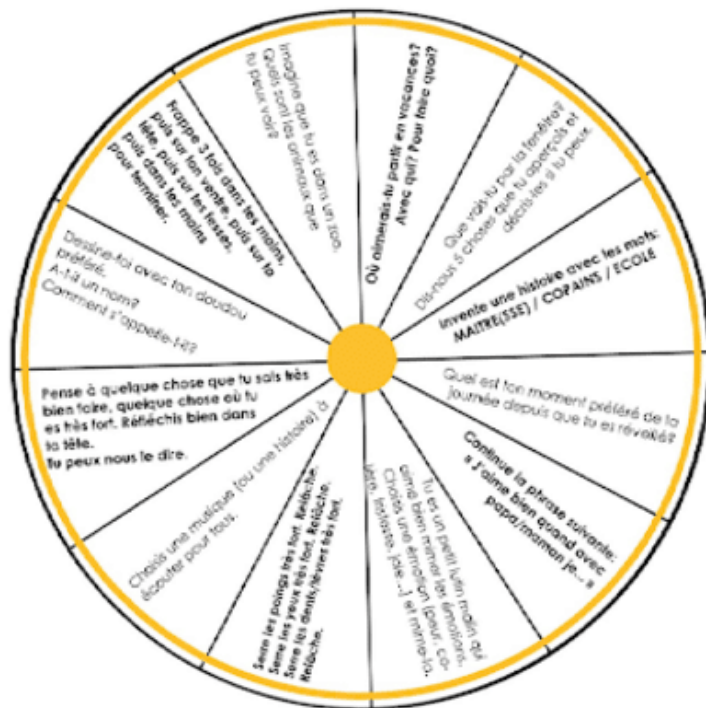 Où aimerais-tu partir en vacances?
Avec qui? Pour faire quoi?
Que vois-tu par la fenêtre?
Dis-nous 5 choses que tu aperçois et
décris-les si tu peux.
Invente une histoire avec les mots:
MAITRE(SSE) / COPAINS / ECOLE
Quel est ton moment préféré de la
journée depuis que tu es réveillé?
Continue la phrase suivante:
« J'aime bien quand avec
papa/maman je... »
Tu es un petit lutin malin qui
aime bien mimer les émotions.
Choisis une émotion (peur, co-
lère, tristesse, joie...) et mime-la.
Serre les poings très fort. Relâche.
Serre les yeux très fort. Relâche.
Serre les dents/lèvres très fort.
Relâche.
Choisis une musique (ou une histoire) à
écouter pour tous.
Pense à quelque chose que tu sais très
bien faire, quelque chose où tu
es très fort. Réfléchis bien dans
ta tête.
Tu peux nous le dire.
Dessine-toi avec ton doudou
préféré.
A-t-il un nom?
Comment s'appelle-t-il?
Frappe 3 fois dans tes mains,
puis sur ton ventre, puis sur la
tête, puis sur les fesses,
puis dans les mains
pour terminer.
Imagine que tu es dans un zoo.
Quels sont les animaux que
tu peux voir?